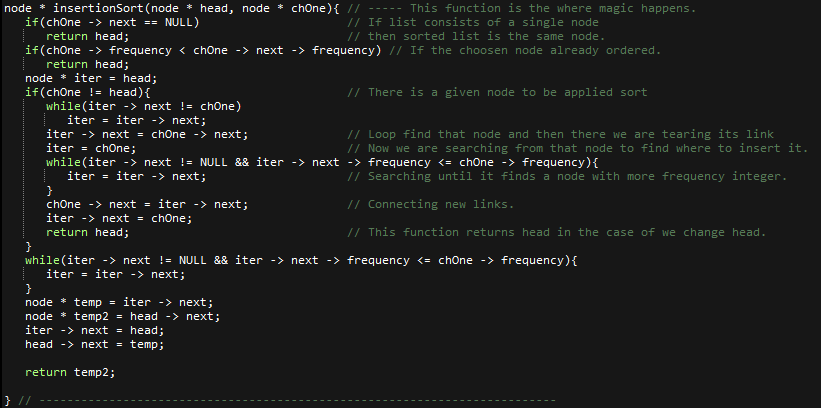 node * insertionSort(node * head, node * chOne){ // ----- This function is the where magic happens.
if(chOne -> next == NULL) // If list consists of a single node
return head; // then sorted list is the same node.
if(chOne -> frequency < chOne -> next -> frequency) // If the choosen node already ordered.
return head;
node * iter = head;
if(chOne != head){ // There is a given node to be applied sort
while(iter -> next != chOne)
iter = iter -> next;
iter -> next = chOne -> next; // Loop find that node and then there we are tearing its link
iter = chOne; // Now we are searching from that node to find where to insert it.
while(iter -> next != NULL && iter -> next -> frequency <= chOne -> frequency){
iter = iter -> next; // Searching until it finds a node with more frequency integer.
}
chOne -> next = iter -> next; // Connecting new links.
iter -> next = chOne;
return head; // This function returns head in the case of we change head.
}
while(iter -> next != NULL && iter -> next -> frequency <= chOne -> frequency){
iter = iter -> next;
}
node * temp = iter -> next;
node * temp2 = head -> next;
iter -> next = head;
head -> next = temp;
return temp2;
} // --------------------------------------------------------------------------